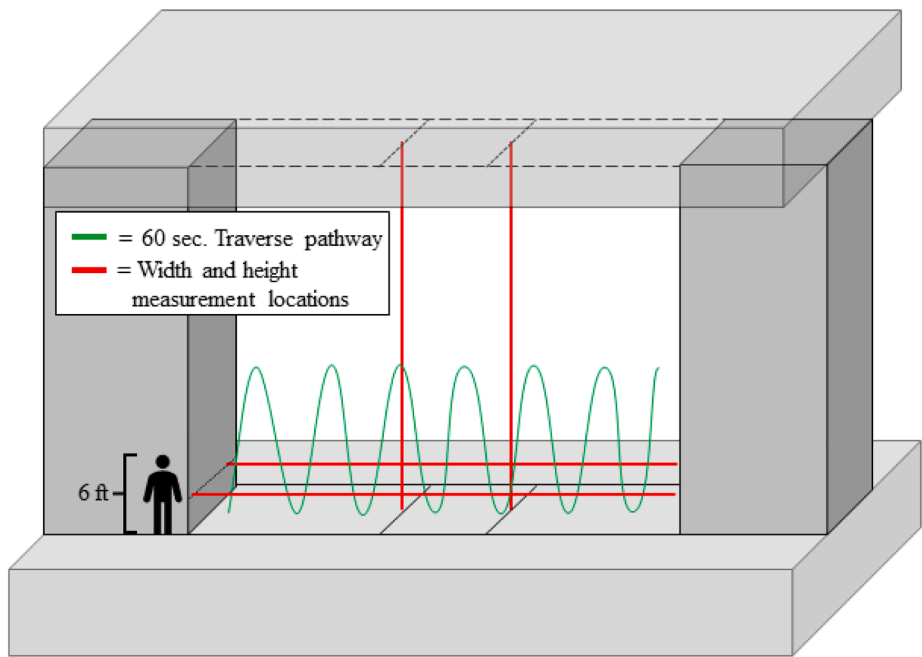 = 60 sec. Traverse pathway
= Width and height
measurement locations
6 ft